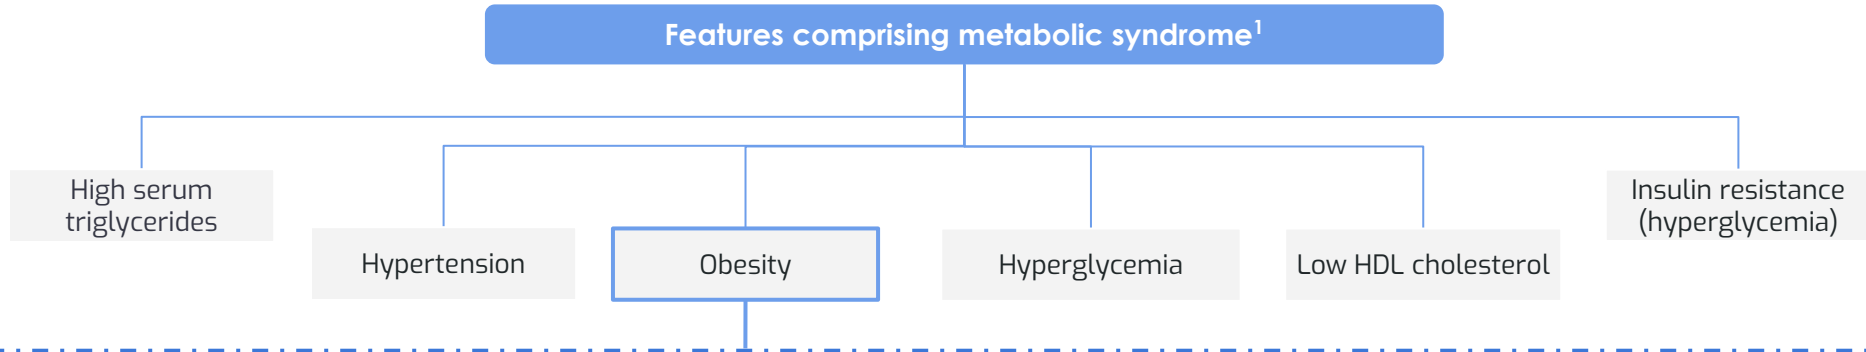 Features comprising metabolic syndrome¹
High serum
triglycerides
Hypertension
Obesity
Hyperglycemia
Low HDL cholesterol
Insulin resistance
(hyperglycemia)